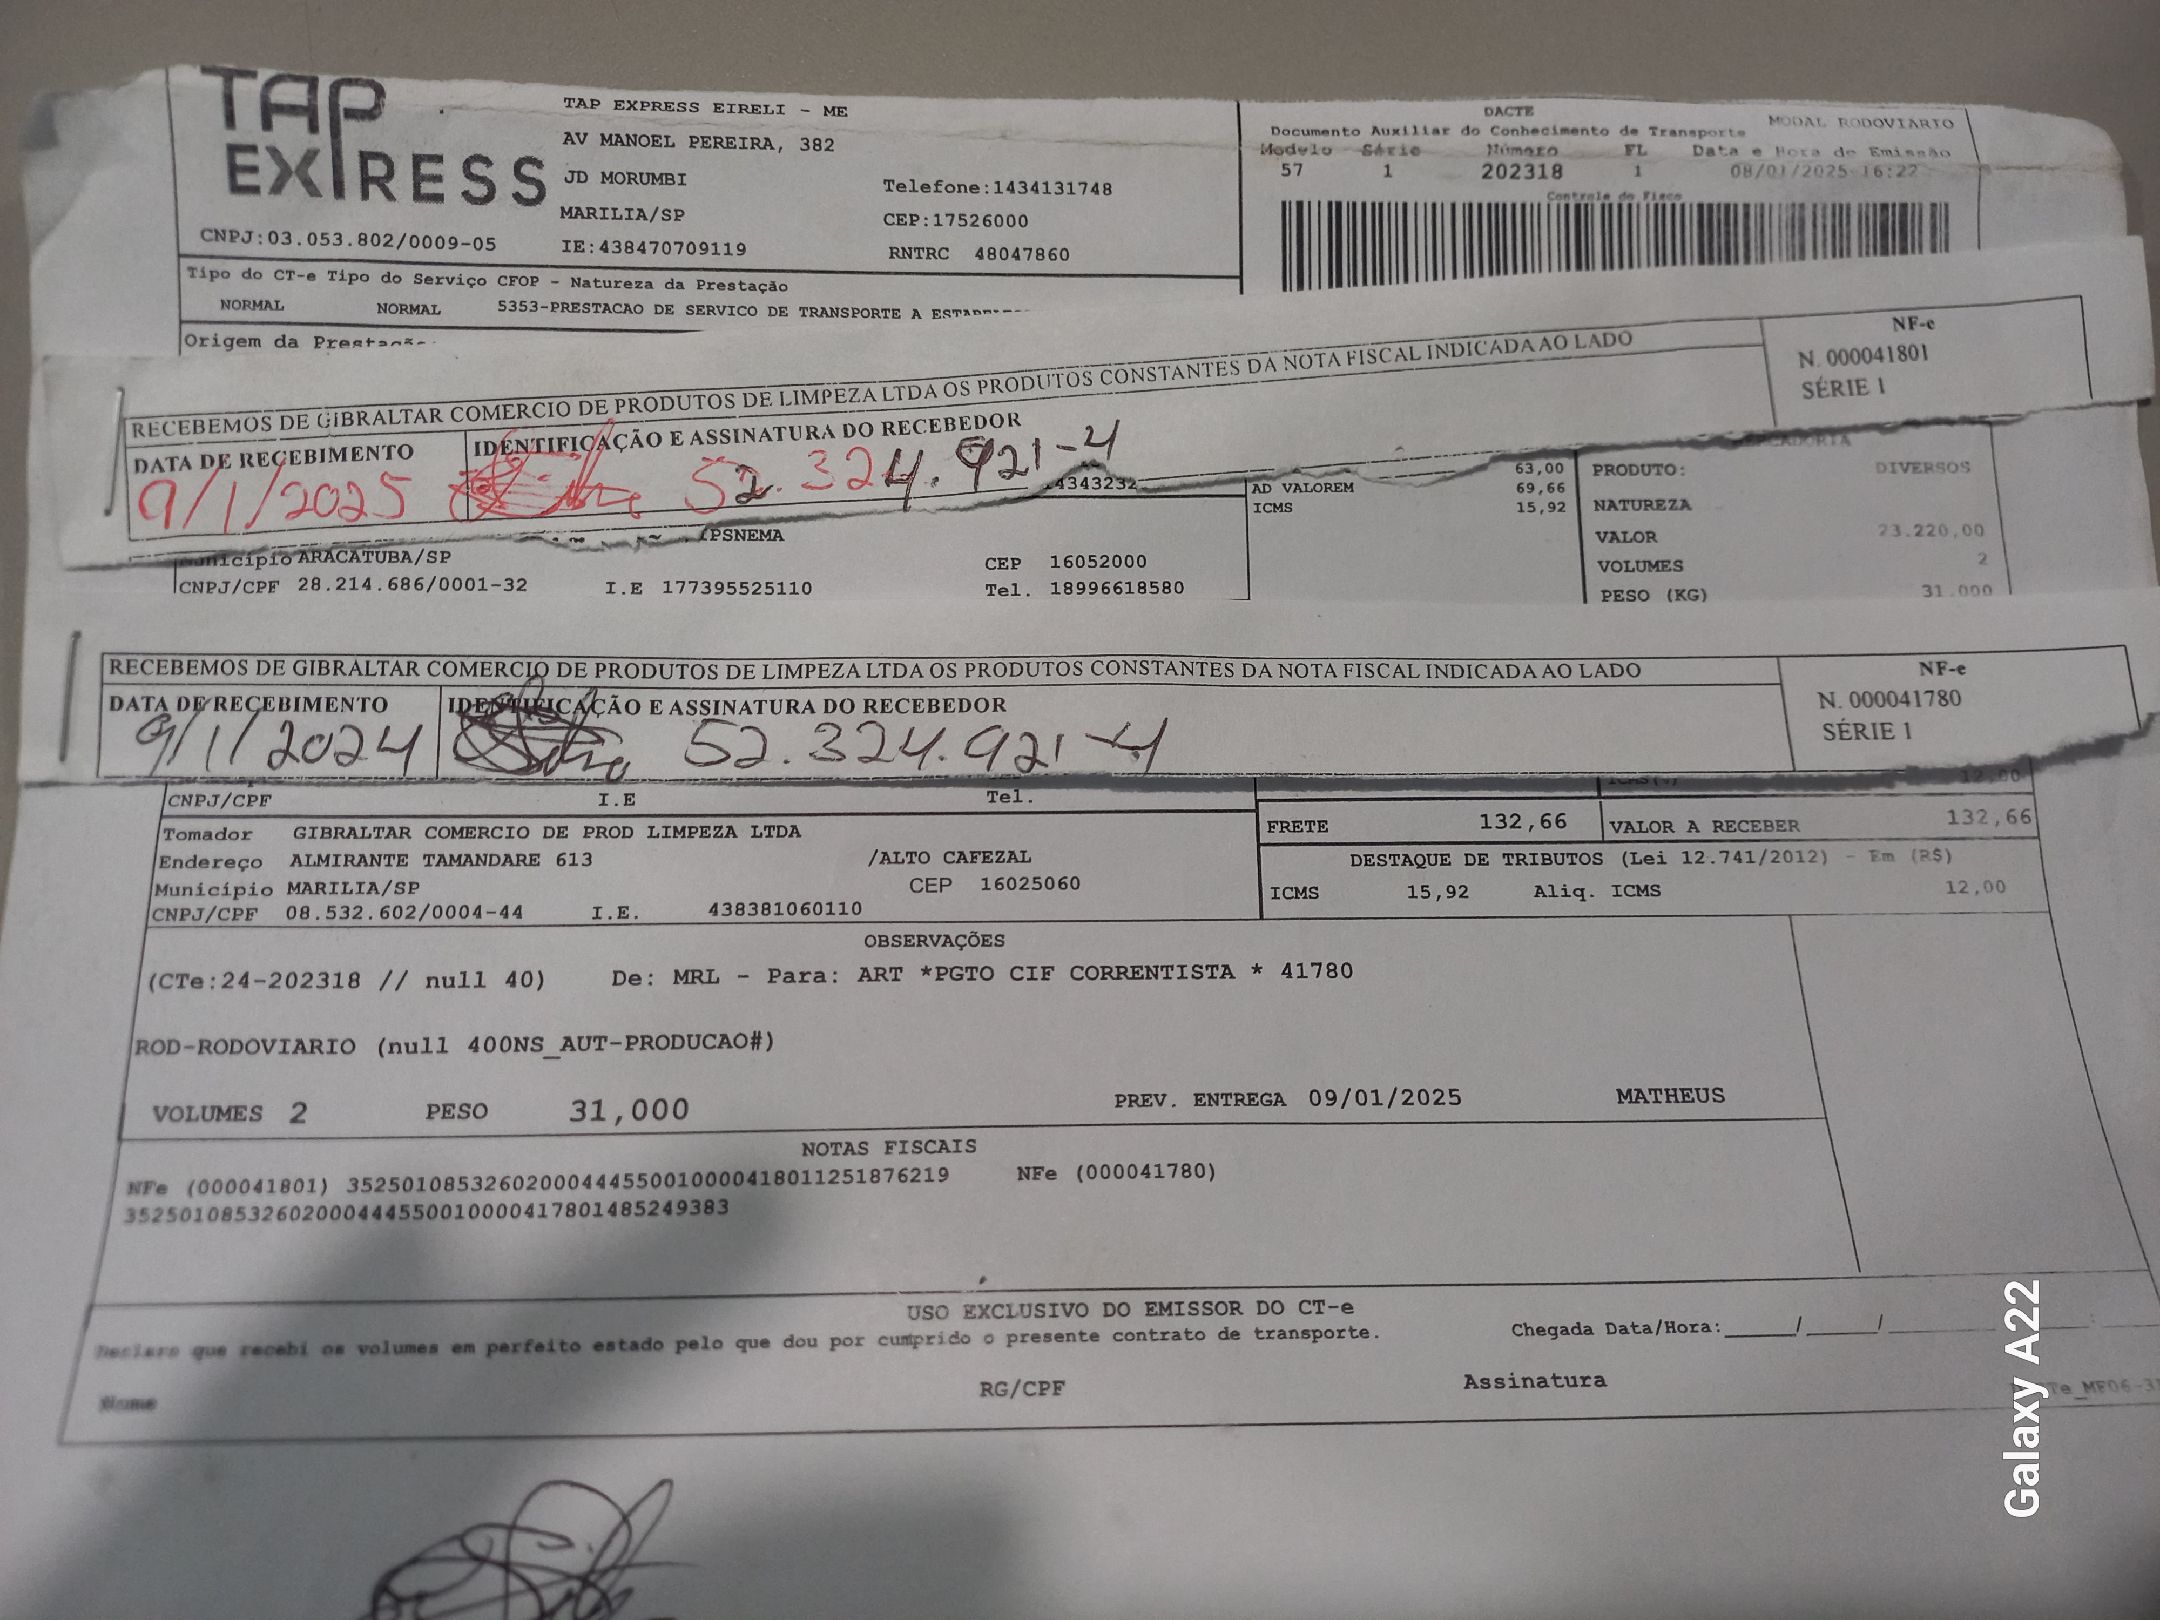 TAP
EXPRESS
TAP EXPRESS EIRELI - ME
AV MANOEL PEREIRA, 382
JD MORUMBI
Telefone:1434131748
MARILIA/SP
CEP:17526000
CNPJ:03.053.802/0009-05
IE:438470709119
RNTRC 48047860
DACTE
Documento Auxiliar do Conhecimento de Transporte
MODAL RODOVIARIO
Modelo Série Número FL Data e Hora de Emissão
57 1 202318 1 08/01/2025 16:22
Controle do Fisco
Tipo do CT-e Tipo do Serviço CFOP - Natureza da Prestação
NORMAL NORMAL 5353-PRESTACAO DE SERVICO DE TRANSPORTE A
Origem da
RECEBEMOS DE GIBRALTAR COMERCIO DE PRODUTOS DE LIMPEZA LTDA OS PRODUTOS CONSTANTES DA NOTA FISCAL INDICADA AO LADO
NF-e
N. 000041801
SÉRIE 1
DATA DE RECEBIMENTO
IDENTIFICAÇÃO E ASSINATURA DO RECEBEDOR
9/1/2025 52.324.921-4
63,00
AD VALOREM 69,66
ICMS 15,92
PRODUTO: DIVERSOS
NATUREZA
VALOR 23.220,00
VOLUMES 2
PESO (KG) 31.000
Município ARACATUBA/SP CEP 16052000
CNPJ/CPF 28.214.686/0001-32 I.E 177395525110 Tel. 18996618580
RECEBEMOS DE GIBRALTAR COMERCIO DE PRODUTOS DE LIMPEZA LTDA OS PRODUTOS CONSTANTES DA NOTA FISCAL INDICADA AO LADO
NF-e
N. 000041780
SÉRIE 1
DATA DE RECEBIMENTO
IDENTIFICAÇÃO E ASSINATURA DO RECEBEDOR
9/1/2024 52.324.921-4
12,00
CNPJ/CPF I.E Tel.
Tomador GIBRALTAR COMERCIO DE PROD LIMPEZA LTDA
FRETE 132,66 VALOR A RECEBER 132,66
Endereço ALMIRANTE TAMANDARE 613 /ALTO CAFEZAL
DESTAQUE DE TRIBUTOS (Lei 12.741/2012) - Em (R$)
Município MARILIA/SP CEP 16025060
ICMS 15,92 Aliq. ICMS 12,00
CNPJ/CPF 08.532.602/0004-44 I.E. 438381060110
OBSERVAÇÕES
(CTe:24-202318 // null 40) De: MRL - Para: ART *PGTO CIF CORRENTISTA * 41780
ROD-RODOVIARIO (null 400NS_AUT-PRODUCAO#)
VOLUMES 2 PESO 31,000 PREV. ENTREGA 09/01/2025 MATHEUS
NOTAS FISCAIS
NFe (000041801) 35250108532602000444550010000418011251876219 NFe (000041780)
35250108532602000444550010000417801485249383
USO EXCLUSIVO DO EMISSOR DO CT-e
Declaro que recebi os volumes em perfeito estado pelo que dou por cumprido o presente contrato de transporte.
Chegada Data/Hora:_____/_____/
Nome RG/CPF Assinatura
Galaxy A22